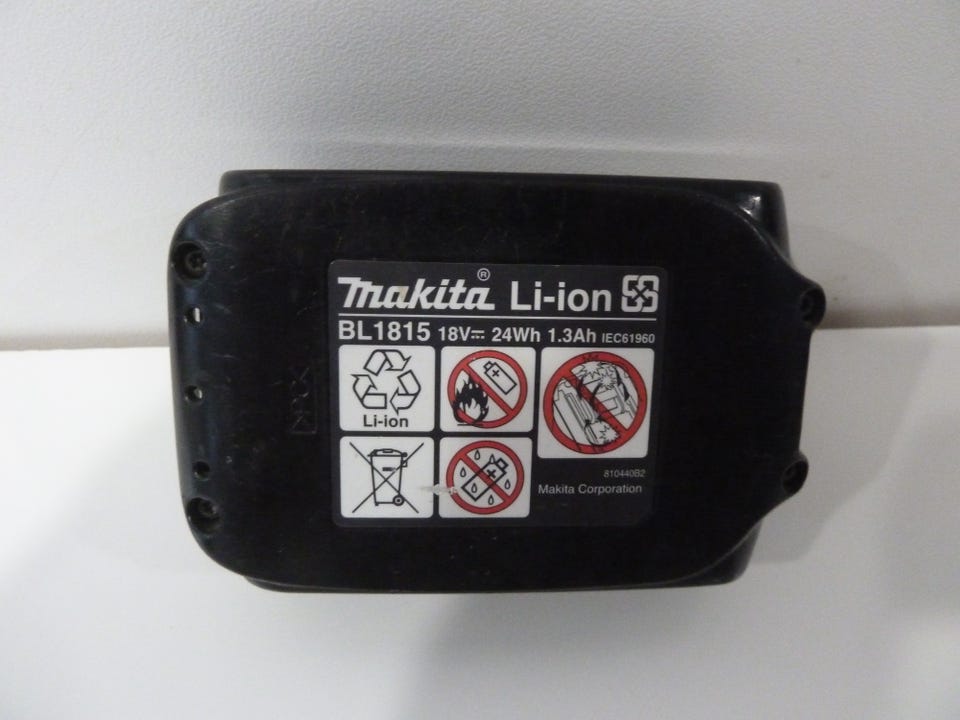 Makita® Li-ion
BL1815 18V⎓ 24Wh 1.3Ah IEC61960
Li-ion
810440B2
Makita Corporation